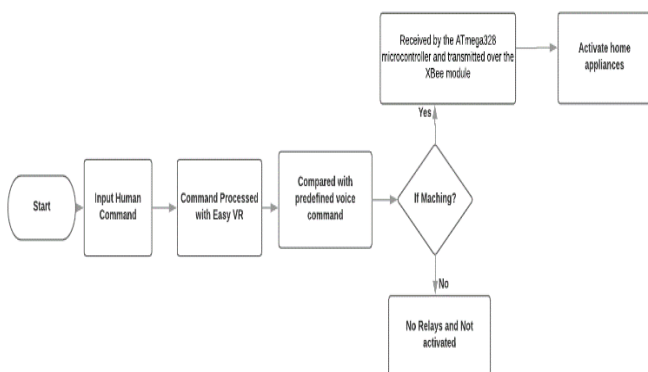 Start
Input Human
Command
Command Processed
with Easy VR
Compared with
predefined voice
command
If Maching?
Yes
Received by the ATmega328
microcontroller and transmitted over the
XBee module
Activate home
appliances
No
No Relays and Not
activated